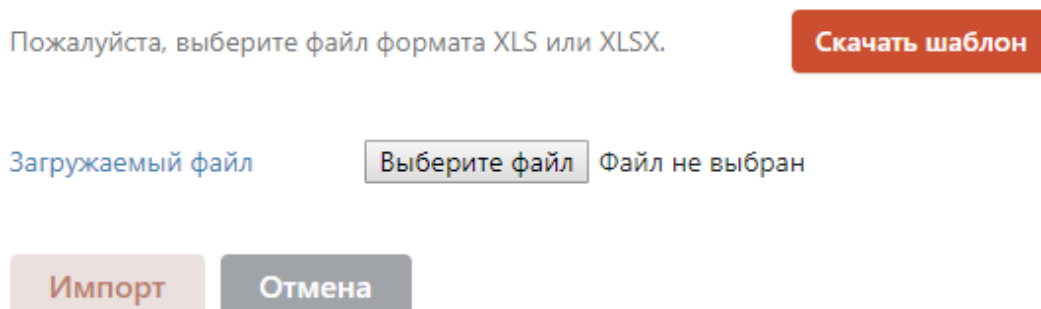 Пожалуйста, выберите файл формата XLS или XLSX. Скачать шаблон
Загружаемый файл Выберите файл Файл не выбран
Импорт Отмена